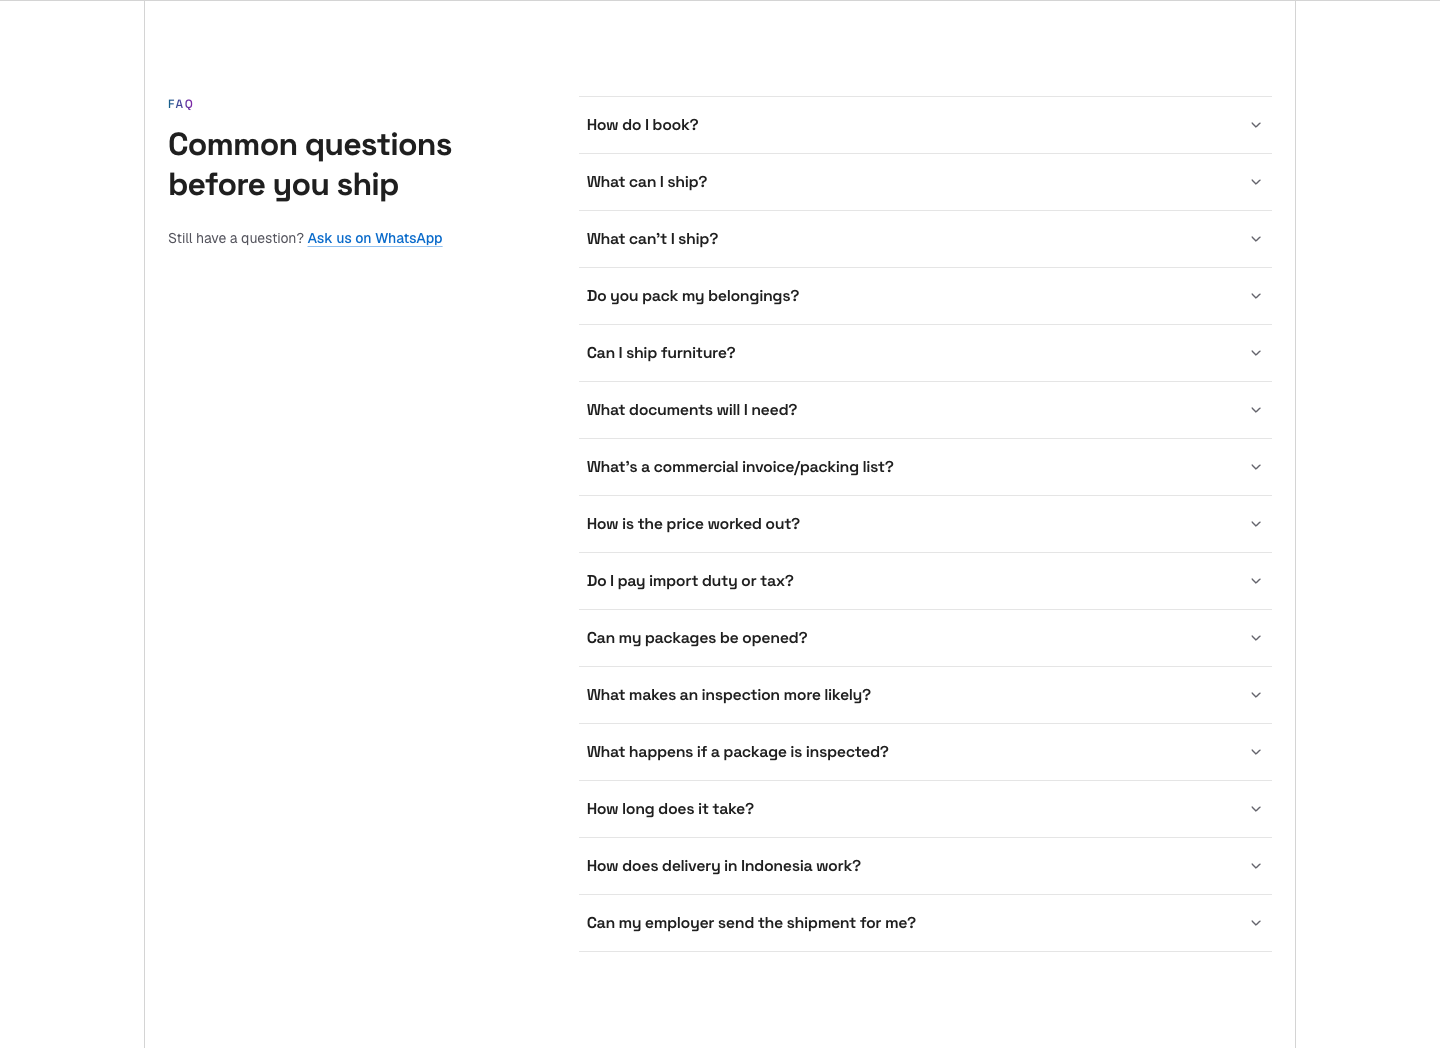 FAQ
Common questions
before you ship
Still have a question? Ask us on WhatsApp
How do I book?
What can I ship?
What can’t I ship?
Do you pack my belongings?
Can I ship furniture?
What documents will I need?
What’s a commercial invoice/packing list?
How is the price worked out?
Do I pay import duty or tax?
Can my packages be opened?
What makes an inspection more likely?
What happens if a package is inspected?
How long does it take?
How does delivery in Indonesia work?
Can my employer send the shipment for me?